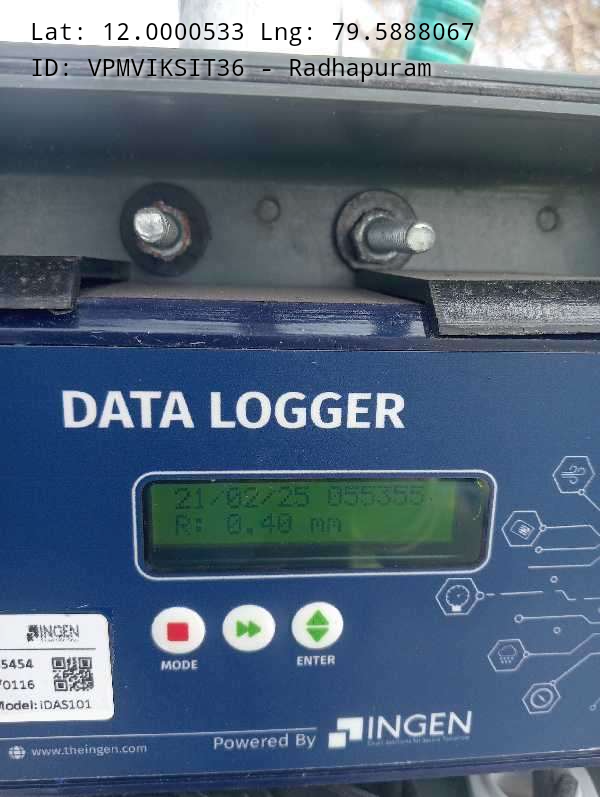 Lat: 12.0000533 Lng: 79.5888067
ID: VPMVIKSIT36 - Radhapuram
DATA LOGGER
21/02/25 055355
R: 0.40 mm
MODE
ENTER
INGEN
5454
70116
Model: iDAS101
www.theingen.com
Powered By INGEN